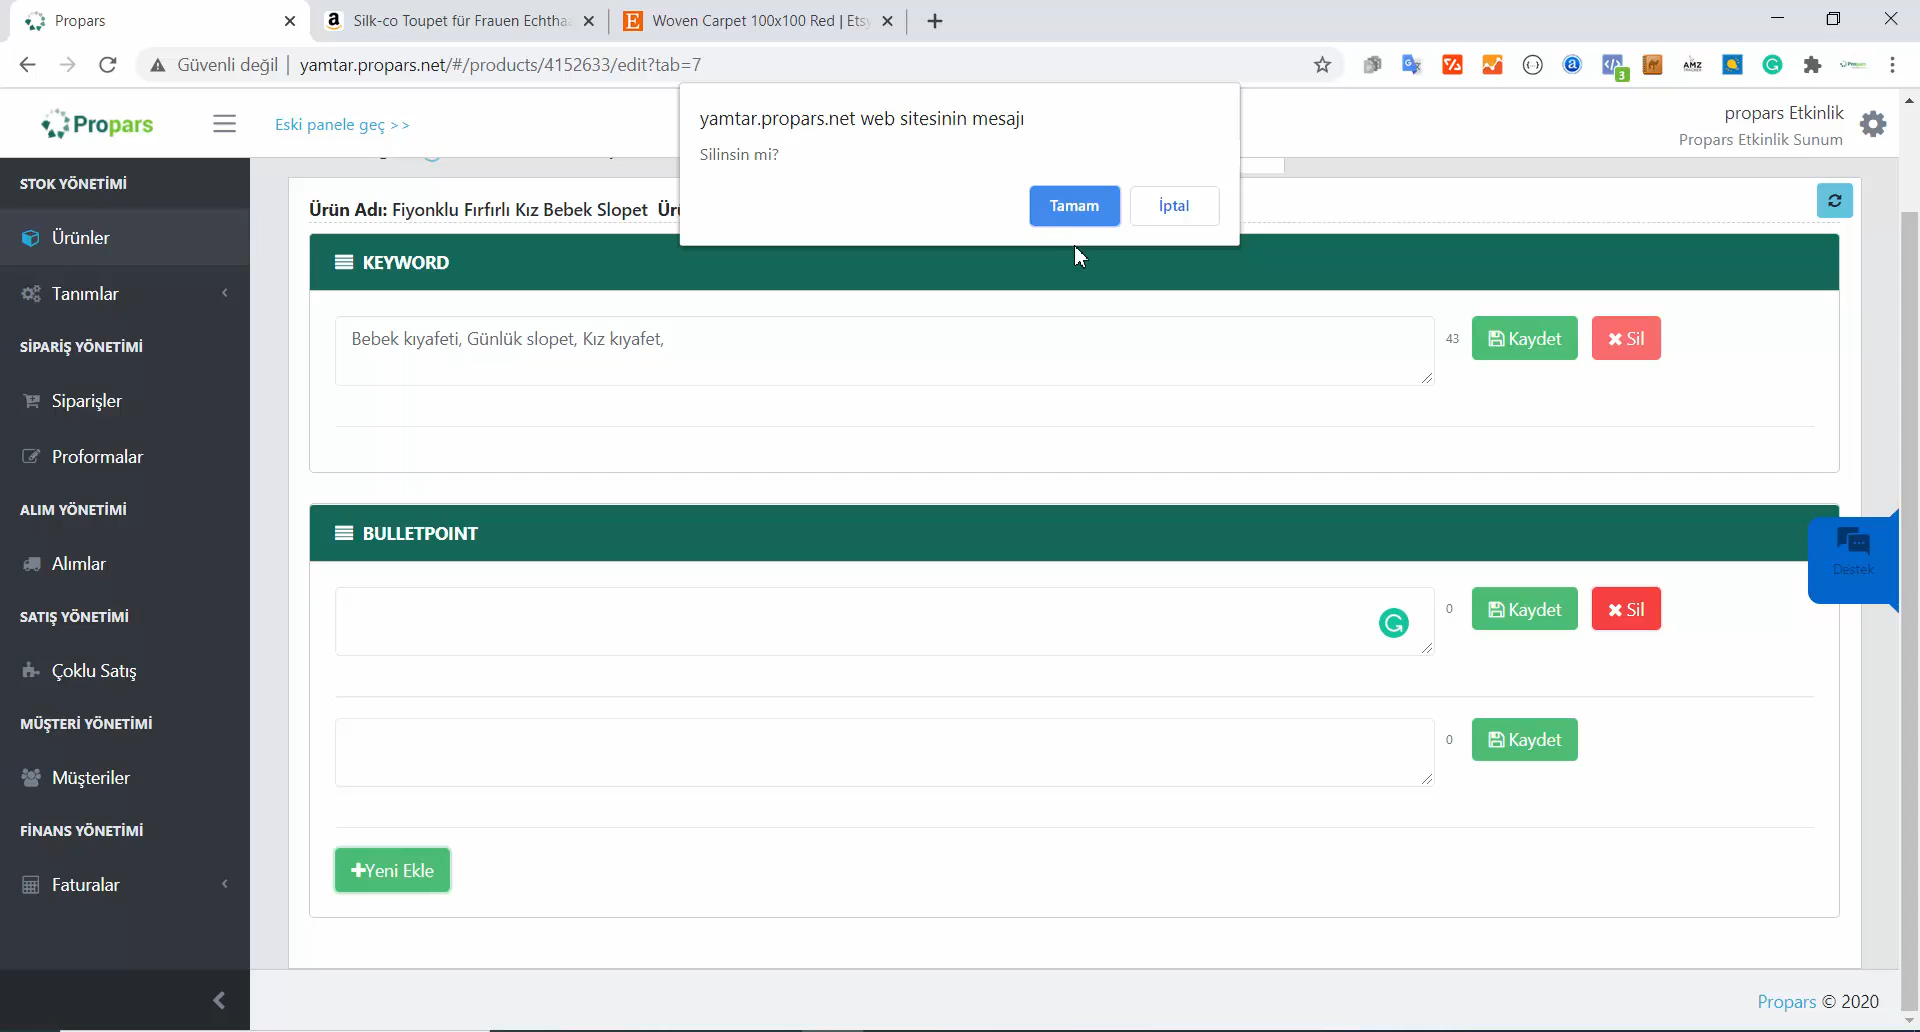 Propars
Silk-co Toupet für Frauen Echthaa
Woven Carpet 100x100 Red | Etsy
Güvenli değil
yamtar.propars.net/#/products/4152633/edit?tab=7
3
AMZ
Propars
Eski panele geç >>
propars Etkinlik
Propars Etkinlik Sunum
yamtar.propars.net web sitesinin mesajı
Silinsin mi?
Tamam
İptal
STOK YÖNETİMİ
Ürünler
Tanımlar
SİPARİŞ YÖNETİMİ
Siparişler
Proformalar
ALIM YÖNETİMİ
Alımlar
SATIŞ YÖNETİMİ
Çoklu Satış
MÜŞTERİ YÖNETİMİ
Müşteriler
FİNANS YÖNETİMİ
Faturalar
Ürün Adı: Fiyonklu Fırfırlı Kız Bebek Slopet
KEYWORD
Bebek kıyafeti, Günlük slopet, Kız kıyafet,
43
Kaydet
Sil
BULLETPOINT
0
Kaydet
Sil
0
Kaydet
+Yeni Ekle
Destek
Propars © 2020